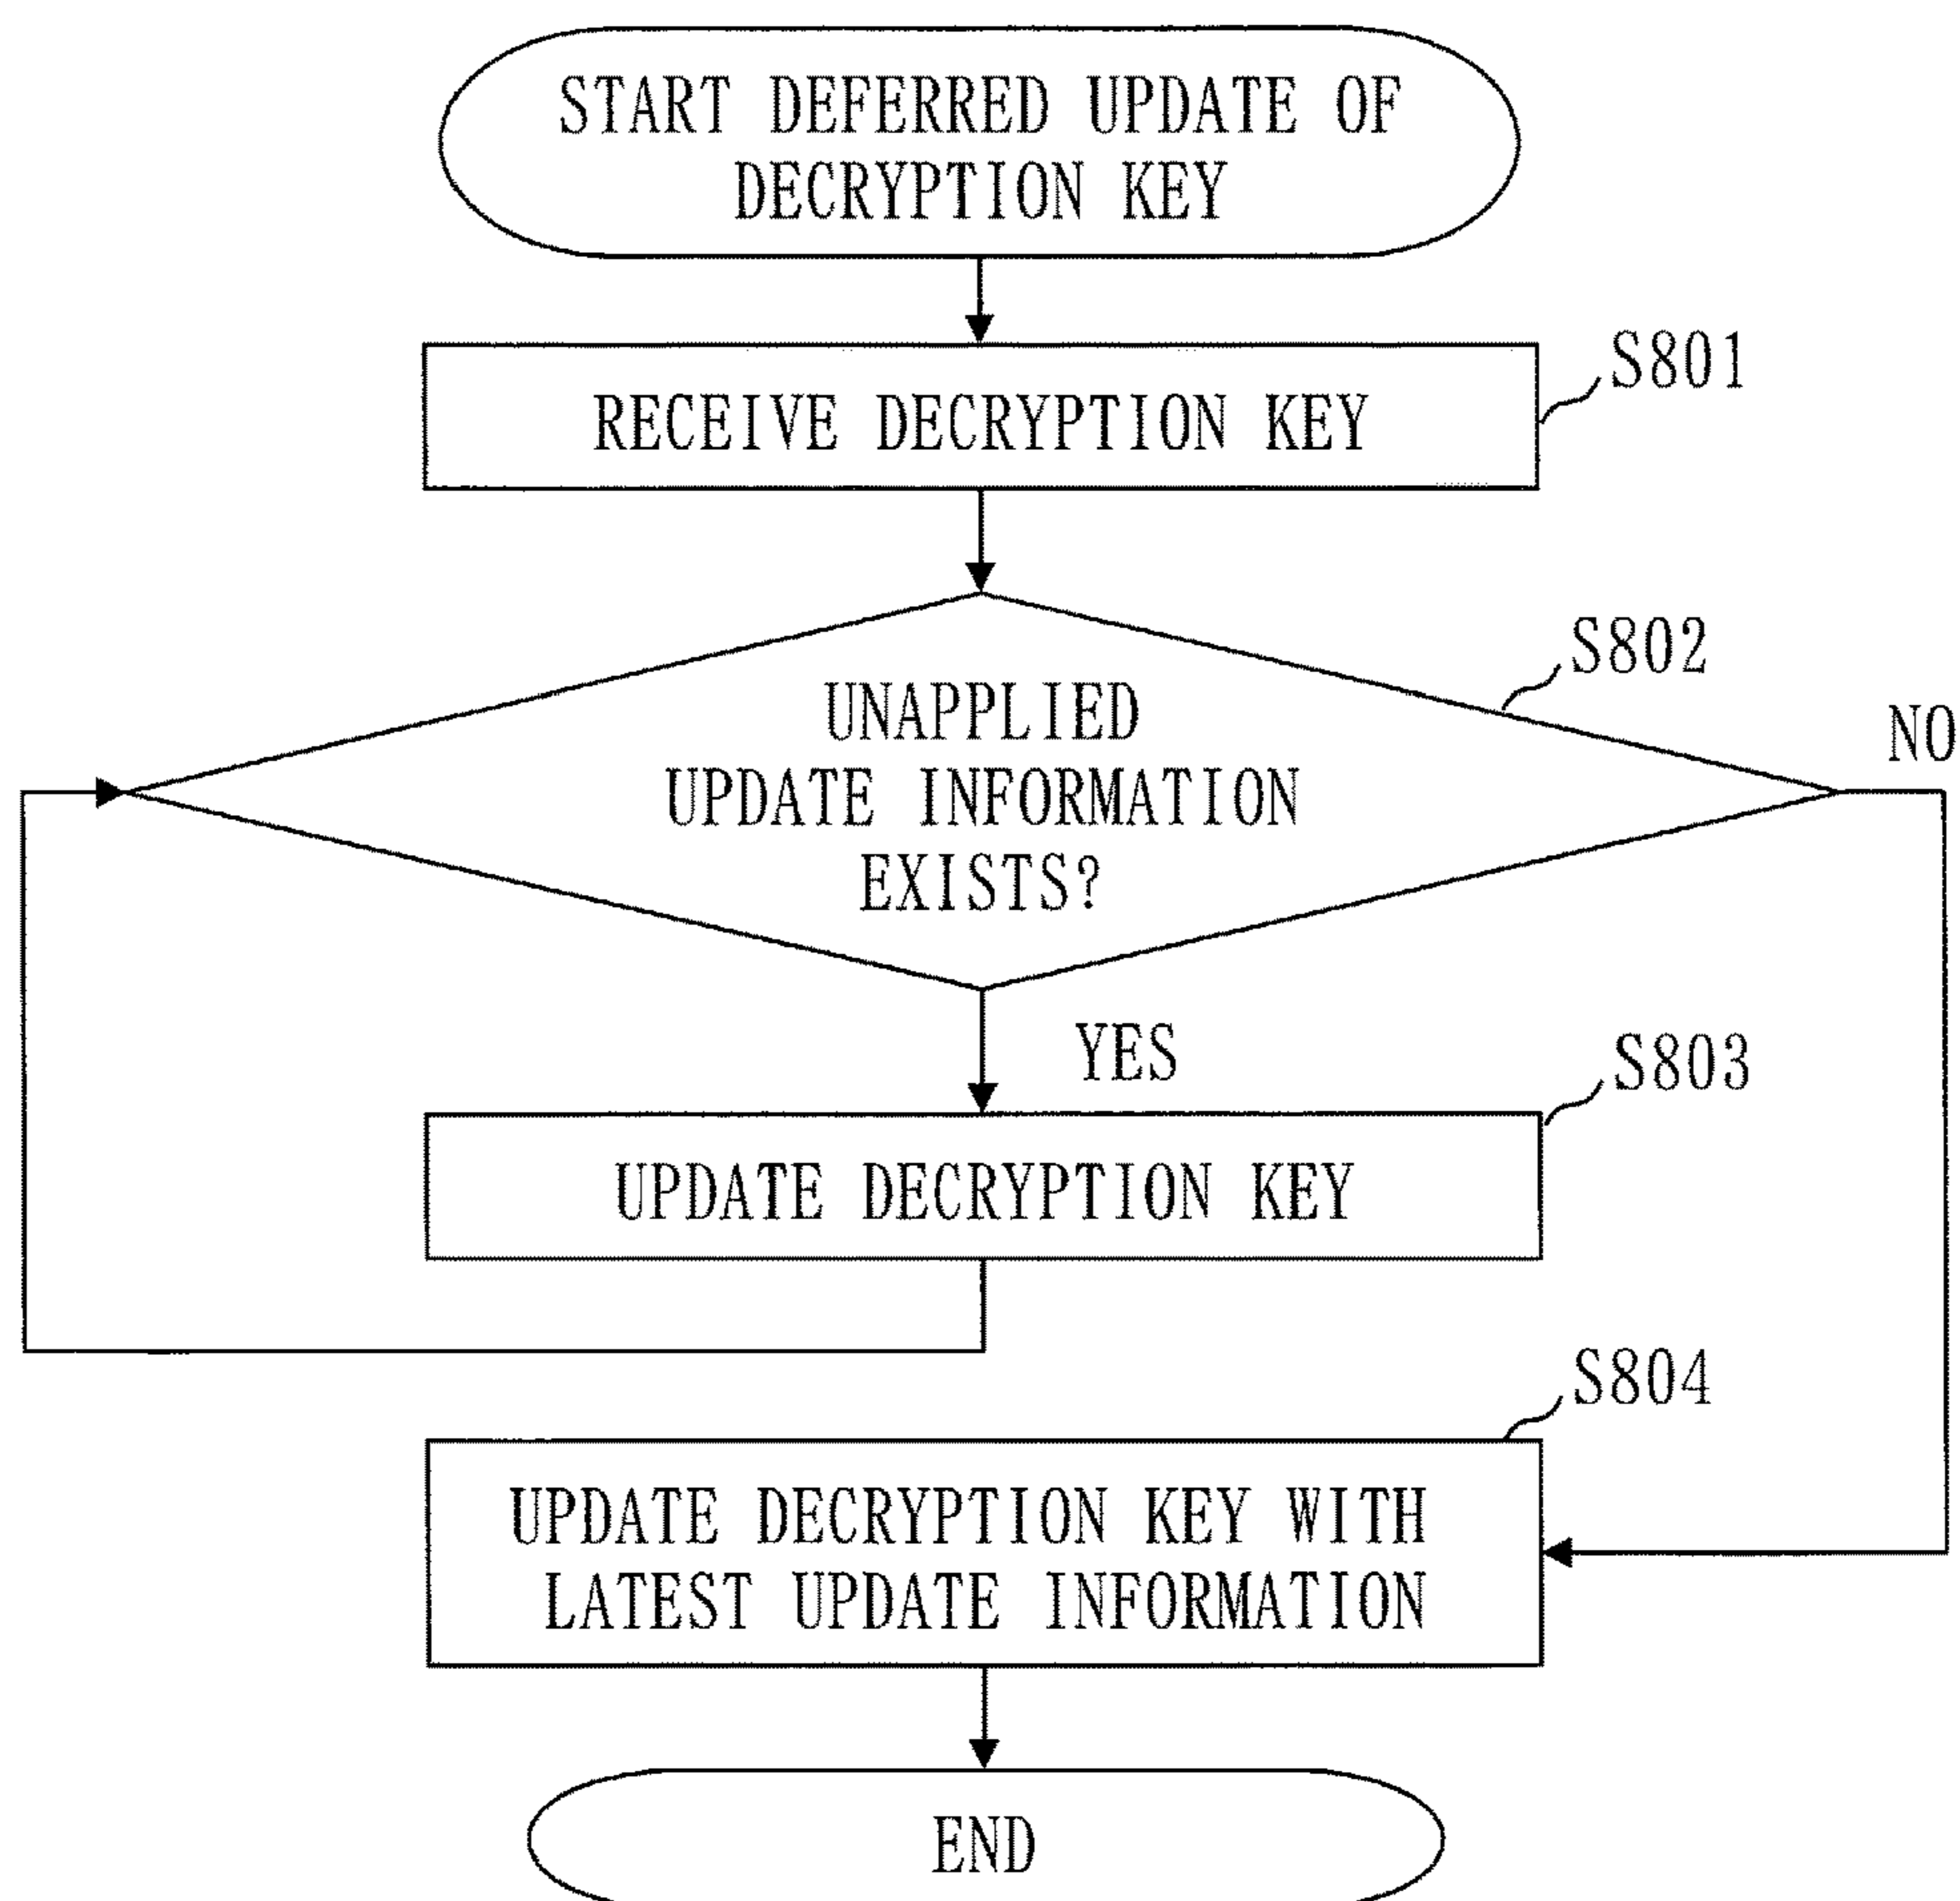 START DEFERRED UPDATE OF
DECRYPTION KEY
S801
RECEIVE DECRYPTION KEY
S802
NO
UNAPPLIED
UPDATE INFORMATION
EXISTS?
YES
S803
UPDATE DECRYPTION KEY
S804
UPDATE DECRYPTION KEY WITH
LATEST UPDATE INFORMATION
END